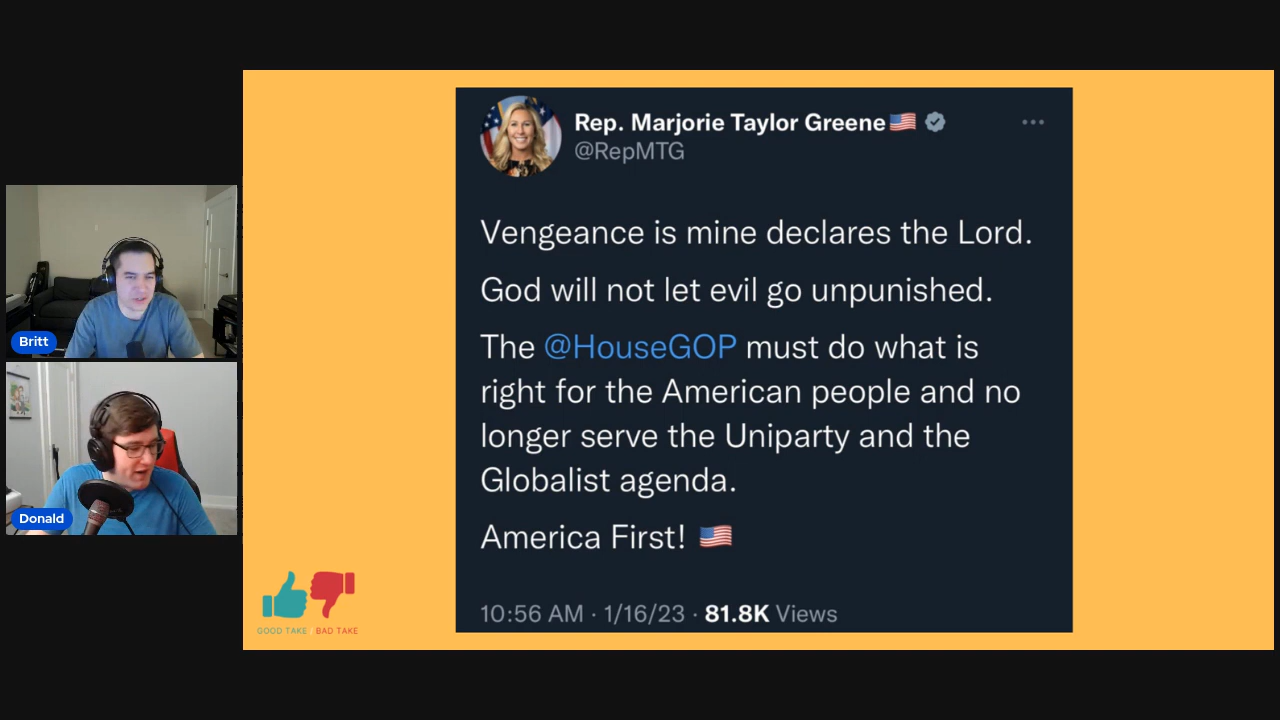 Rep. Marjorie Taylor Greene🇺🇸
@RepMTG
Vengeance is mine declares the Lord.
God will not let evil go unpunished.
The @HouseGOP must do what is
right for the American people and no
longer serve the Uniparty and the
Globalist agenda.
America First! 🇺🇸
10:56 AM · 1/16/23 · 81.8K Views
Britt
Donald
GOOD TAKE / BAD TAKE